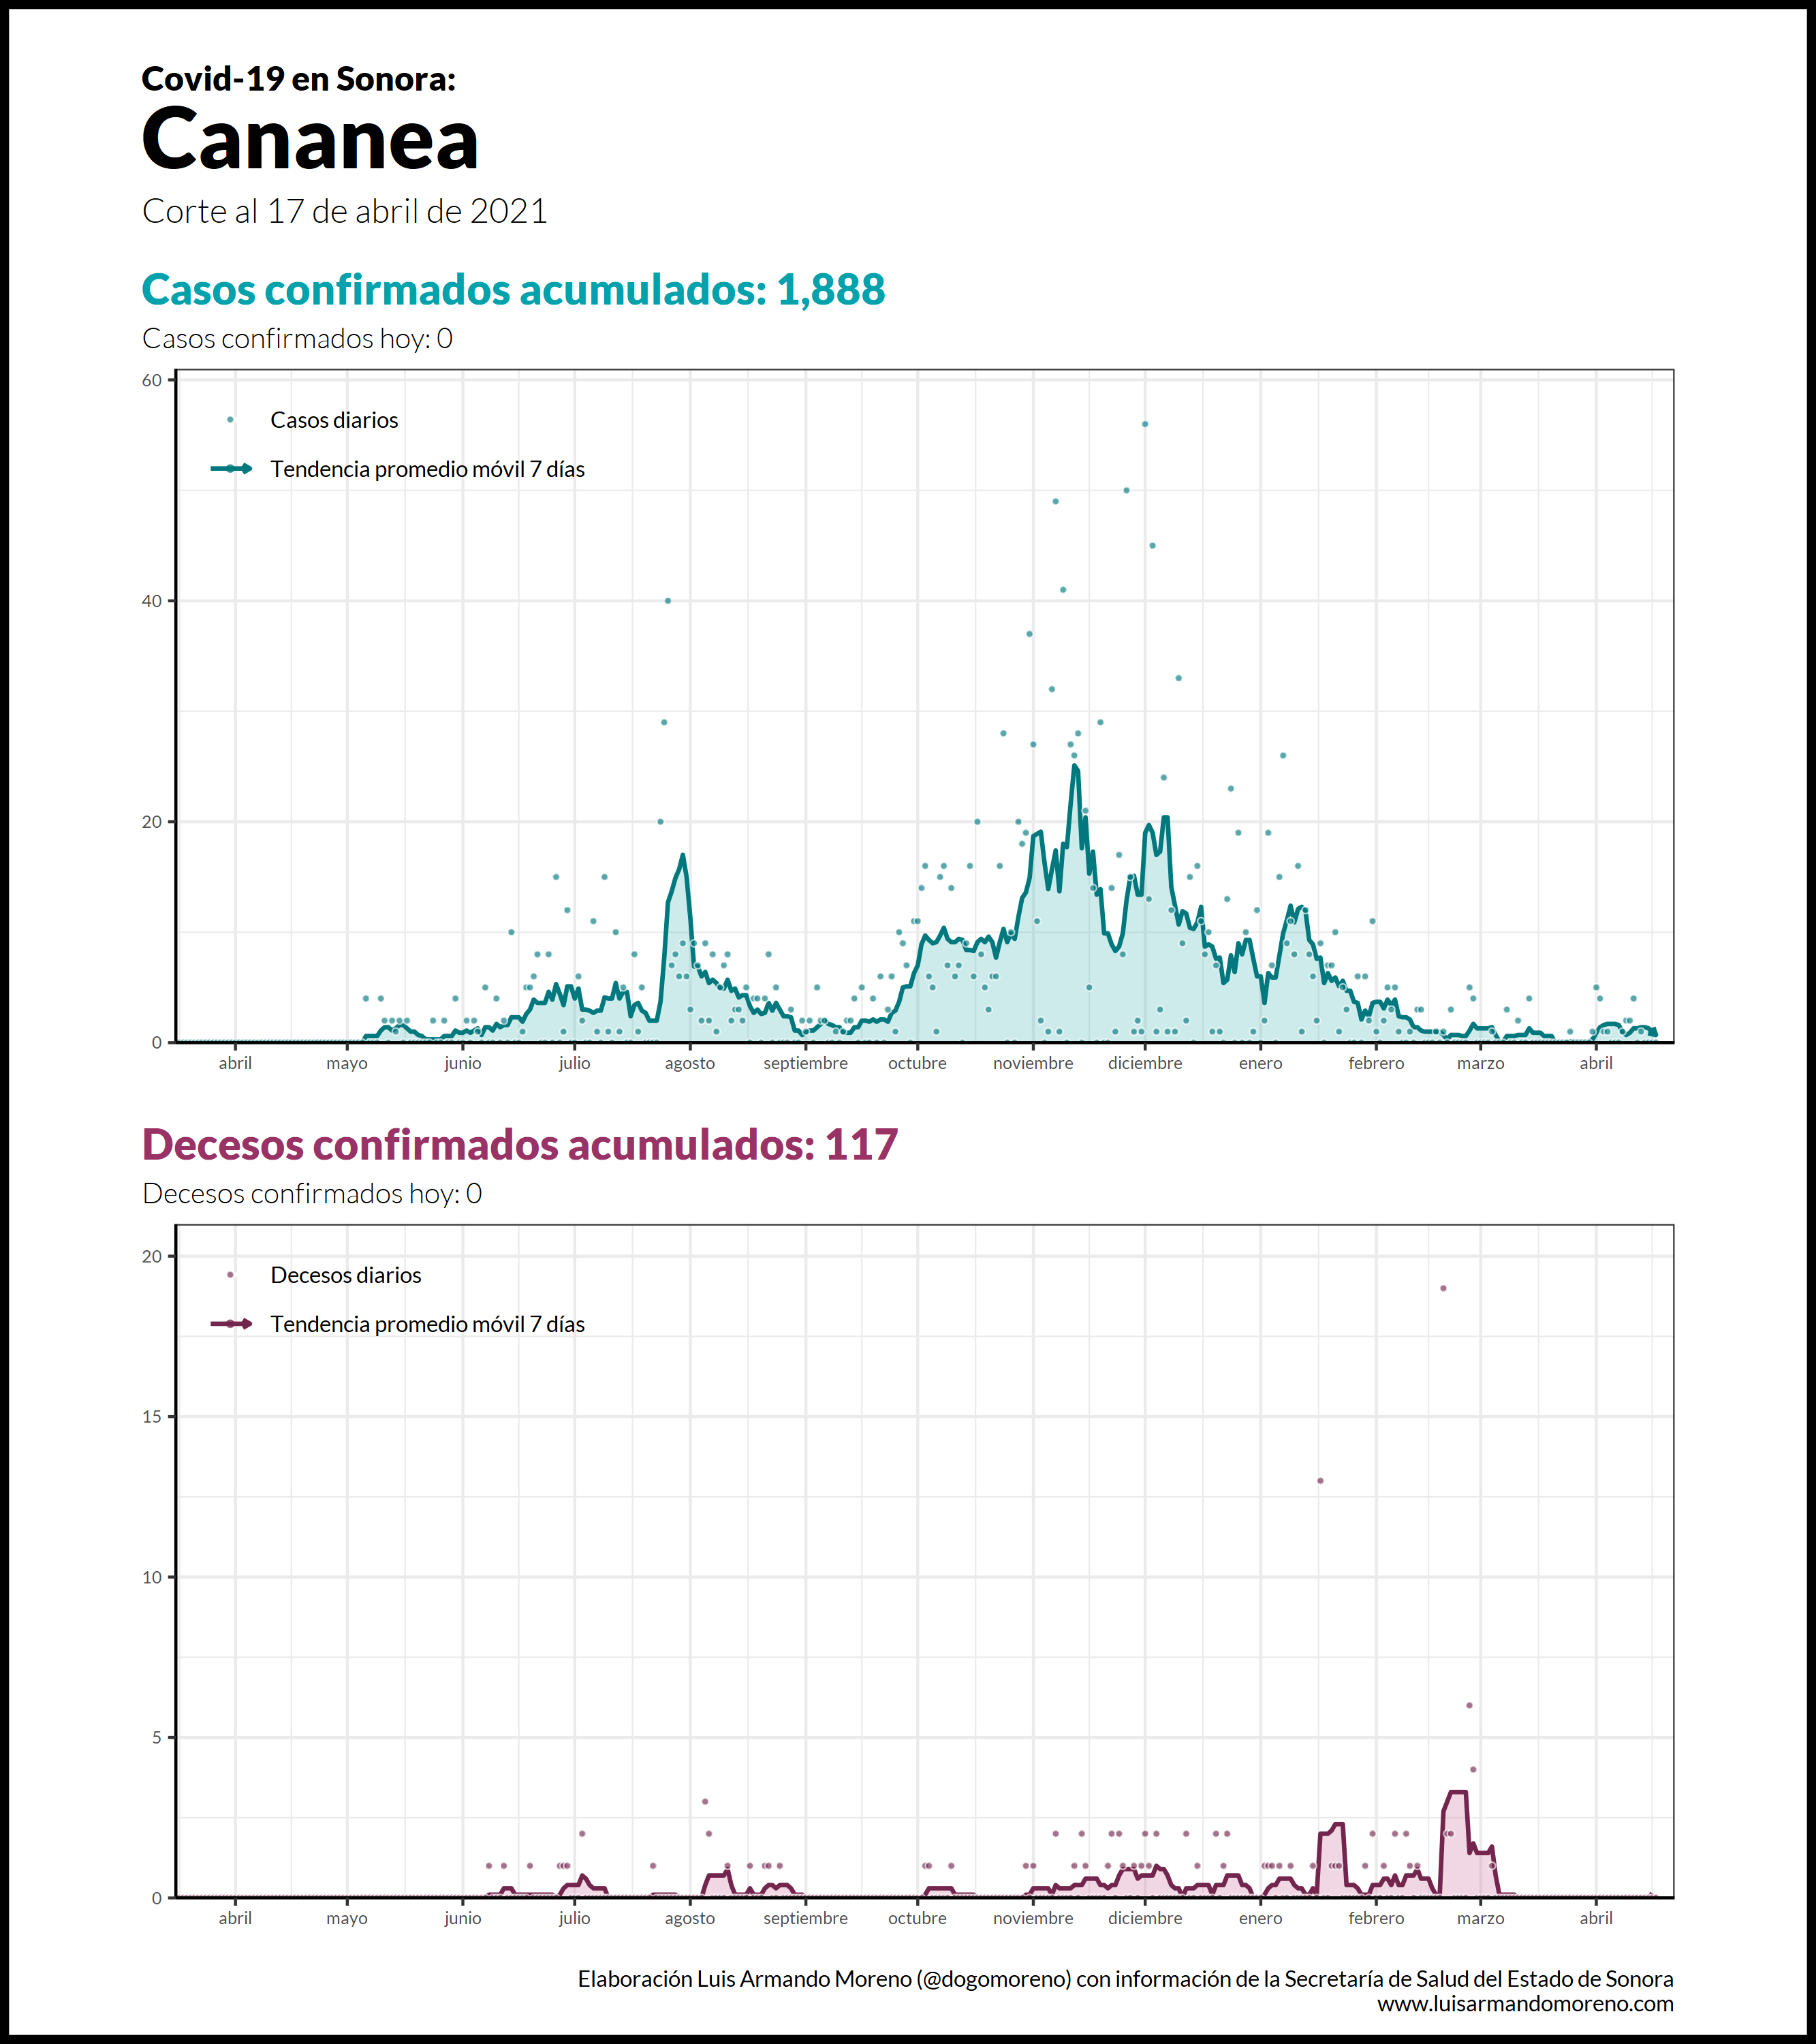 Covid-19 en Sonora:
Cananea
Corte al 17 de abril de 2021
Casos confirmados acumulados: 1,888
Casos confirmados hoy: 0
60
40
20
0
Casos diarios
Tendencia promedio móvil 7 días
abril mayo junio julio agosto septiembre octubre noviembre diciembre enero febrero marzo abril
Decesos confirmados acumulados: 117
Decesos confirmados hoy: 0
20
15
10
5
0
Decesos diarios
Tendencia promedio móvil 7 días
abril mayo junio julio agosto septiembre octubre noviembre diciembre enero febrero marzo abril
Elaboración Luis Armando Moreno (@dogomoreno) con información de la Secretaría de Salud del Estado de Sonora
www.luisarmandomoreno.com